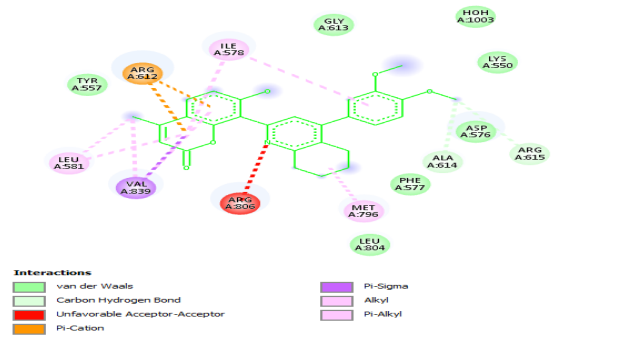 GLY
A:613
HOH
A:1003
ILE
A:578
LYS
A:550
ARG
A:612
TYR
A:557
ASP
A:576
ARG
A:615
LEU
A:581
ALA
A:614
VAL
A:839
PHE
A:577
ARG
A:806
MET
A:796
LEU
A:804
Interactions
van der Waals
Carbon Hydrogen Bond
Unfavorable Acceptor-Acceptor
Pi-Cation
Pi-Sigma
Alkyl
Pi-Alkyl